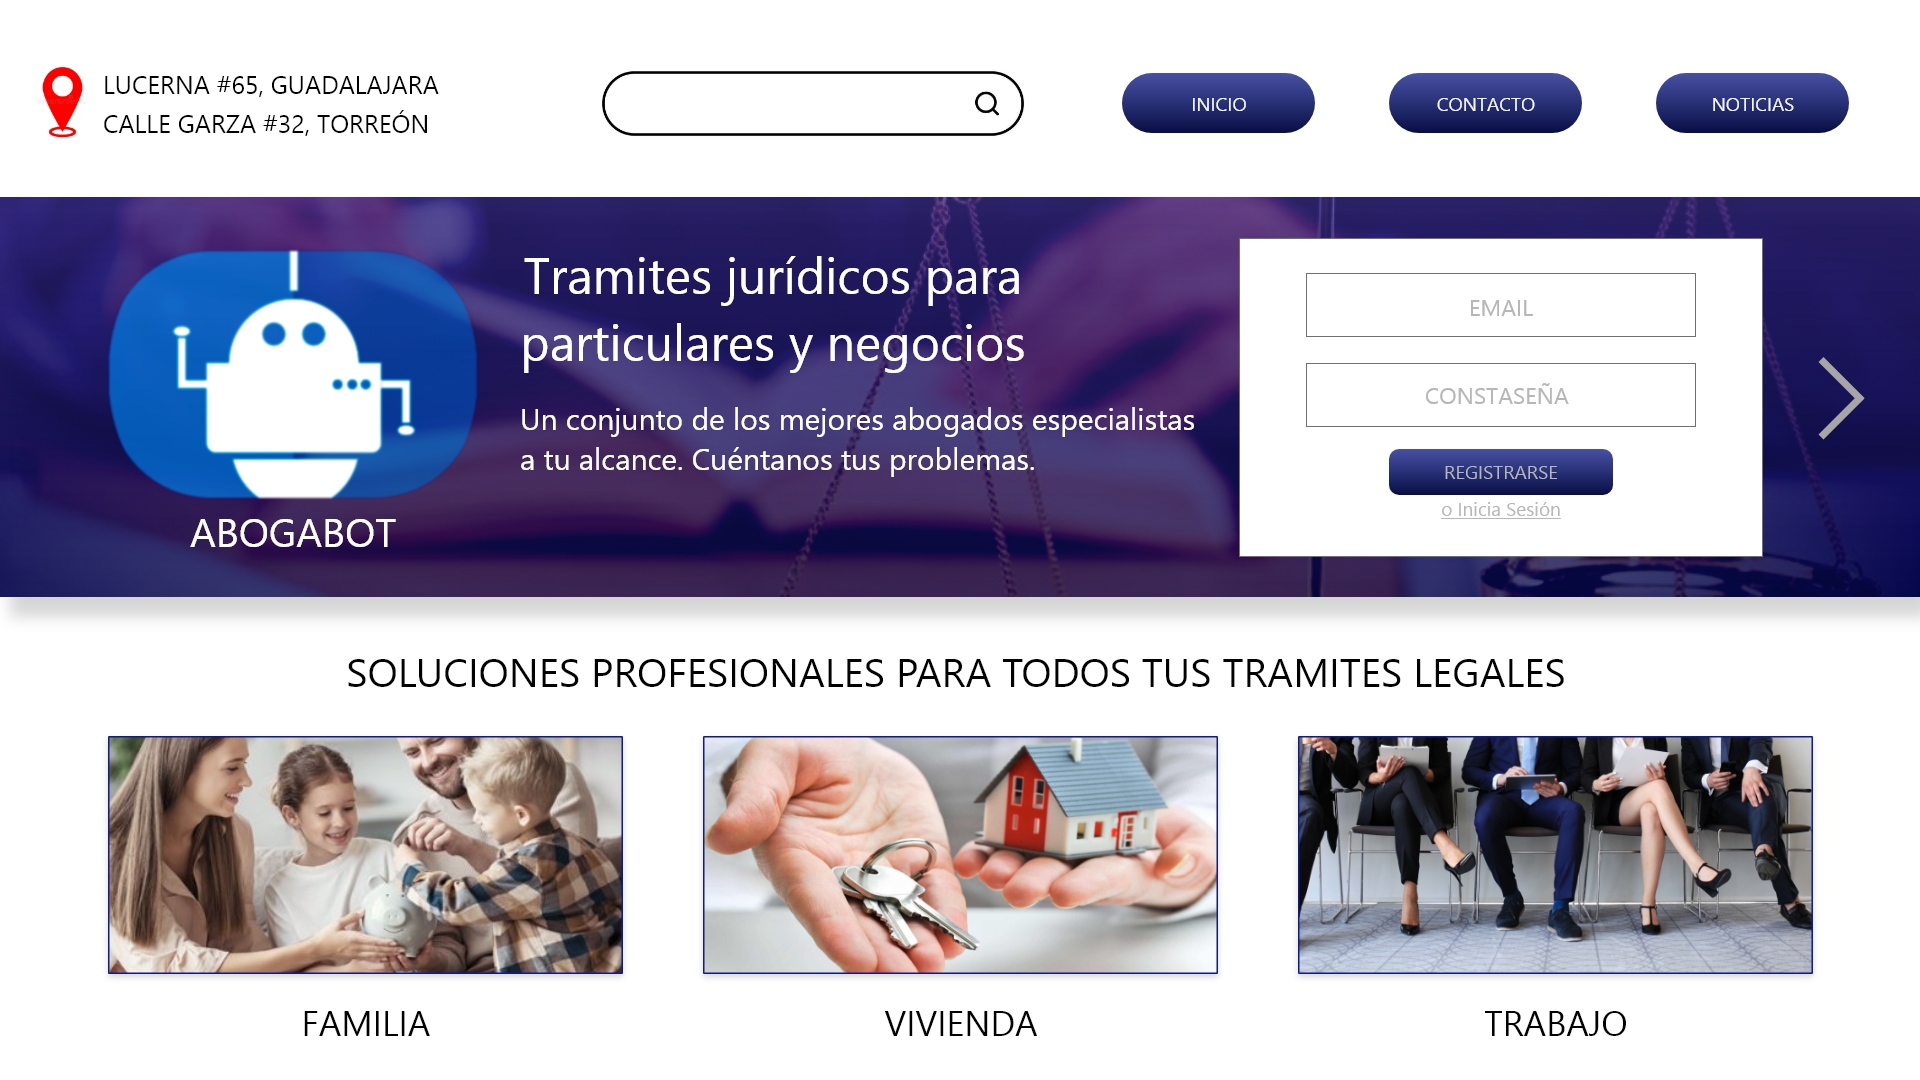 LUCERNA #65, GUADALAJARA
CALLE GARZA #32, TORREÓN
INICIO
CONTACTO
NOTICIAS
Tramites jurídicos para
particulares y negocios
Un conjunto de los mejores abogados especialistas
a tu alcance. Cuéntanos tus problemas.
ABOGABOT
EMAIL
CONSTASEÑA
REGISTRARSE
o Inicia Sesión
SOLUCIONES PROFESIONALES PARA TODOS TUS TRAMITES LEGALES
FAMILIA
VIVIENDA
TRABAJO